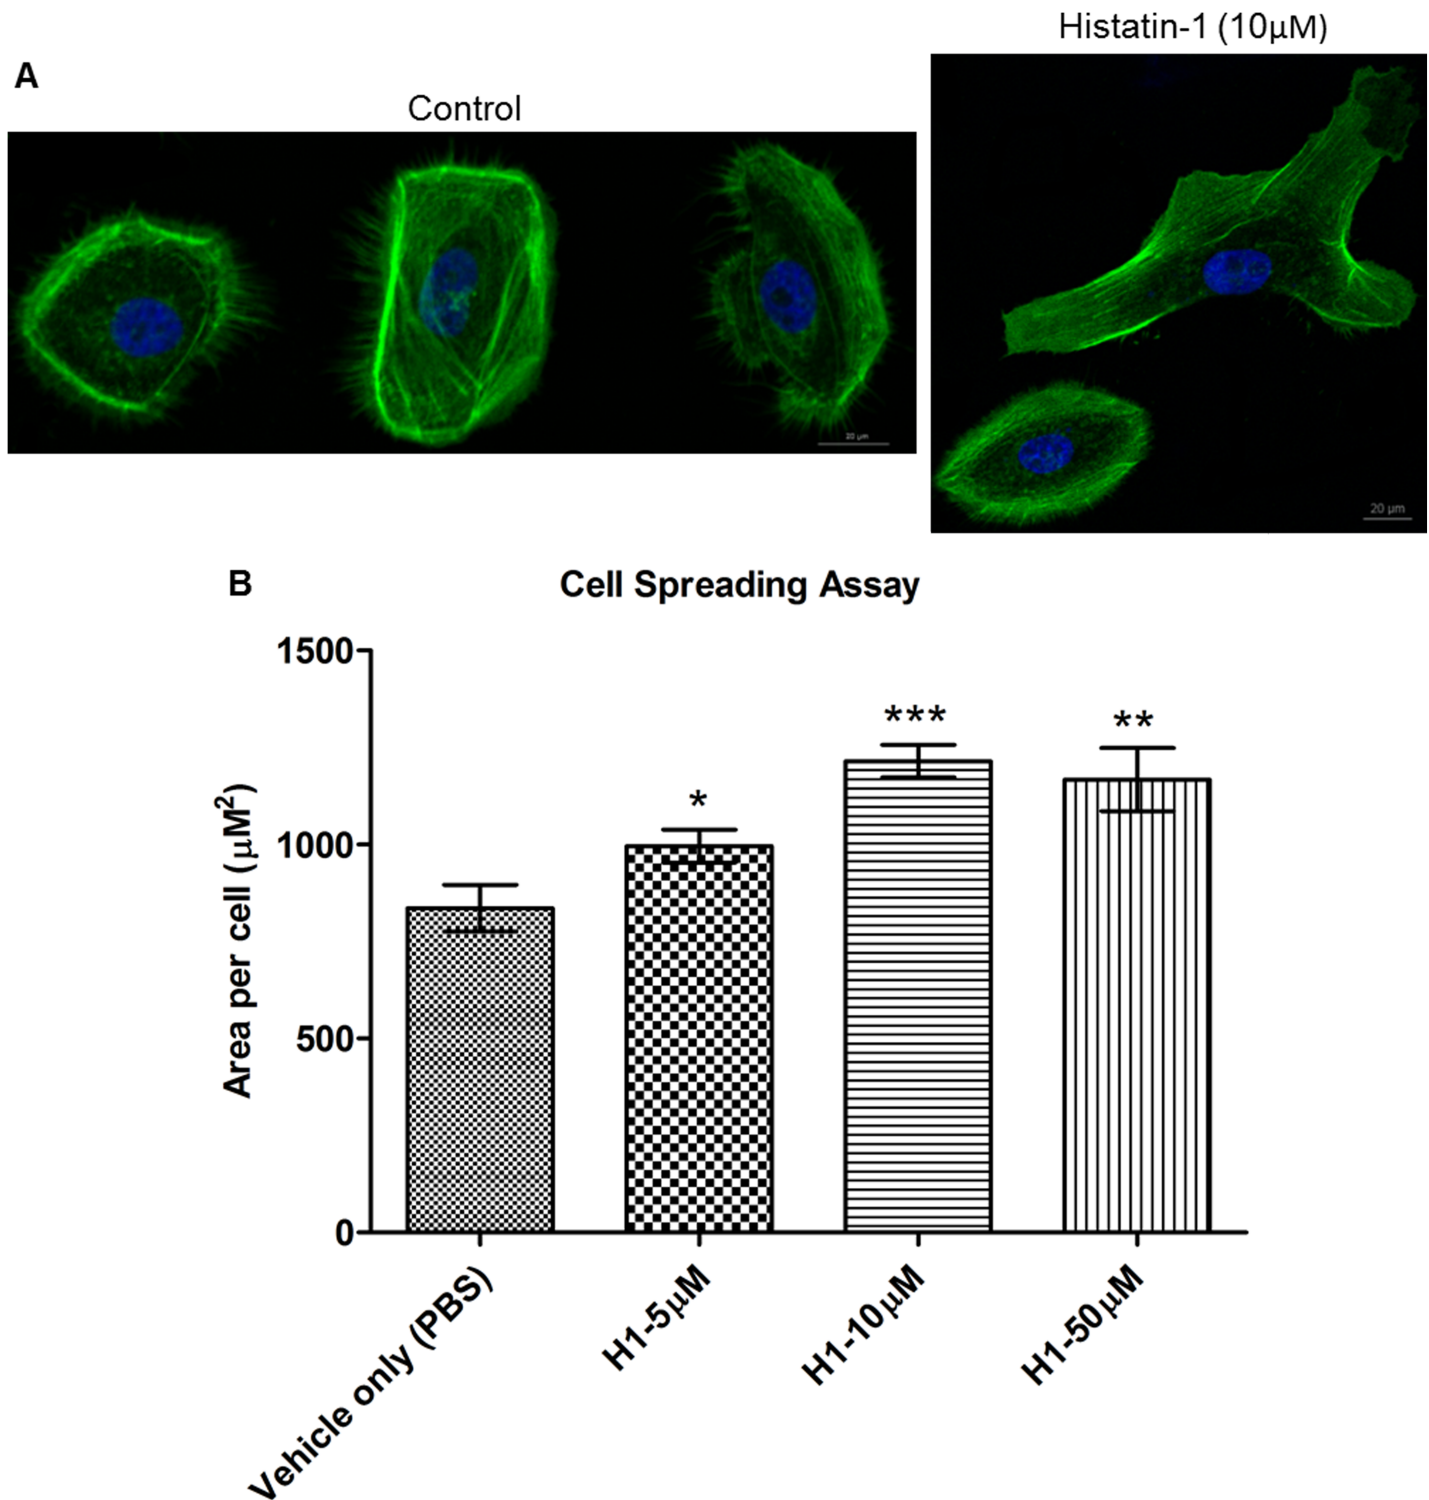 Histatin-1 (10μM)
A
Control
20 μm
20 μm
B
Cell Spreading Assay
1500
1000
500
0
Area per cell (μM²)
*
***
**
Vehicle only (PBS)
H1-5μM
H1-10μM
H1-50μM